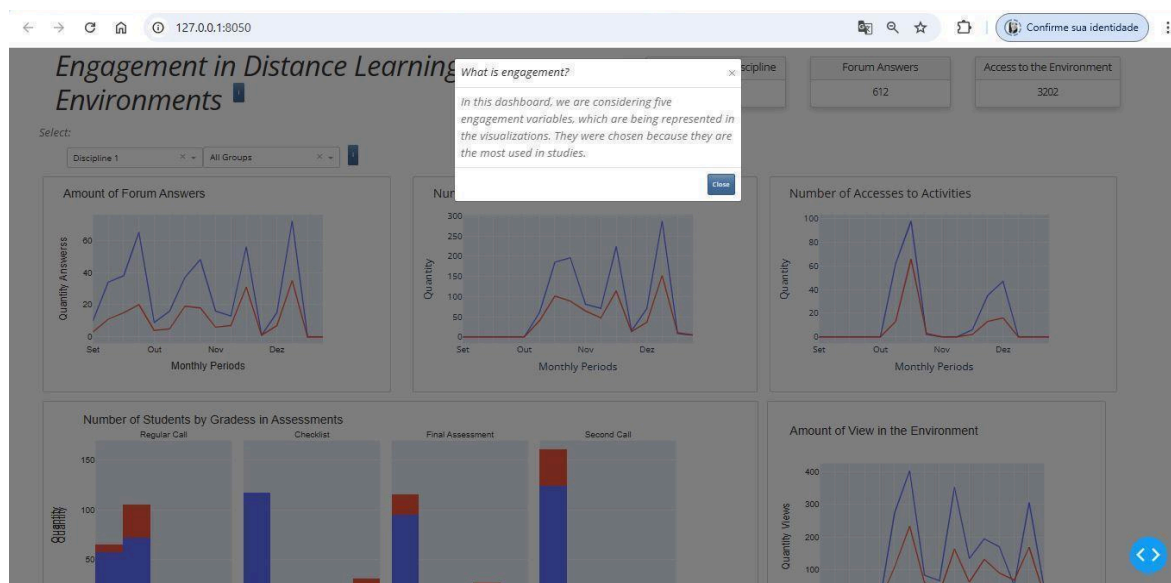 127.0.0.1:8050
Confirme sua identidade
Engagement in Distance Learning
Environments
What is engagement?
×
In this dashboard, we are considering five
engagement variables, which are being represented in
the visualizations. They were chosen because they are
the most used in studies.
Close
scipline
Forum Answers
612
Access to the Environment
3202
Select:
Discipline 1
All Groups
Amount of Forum Answers
60
40
20
0
Quantity Answerss
Set Out Nov Dez
Monthly Periods
Nu
300
250
200
150
100
50
0
Quantity
Set Out Nov Dez
Monthly Periods
Number of Accesses to Activities
100
80
60
40
20
0
Quantity
Set Out Nov Dez
Monthly Periods
Number of Students by Gradess in Assessments
Regular Call Checklist Final Assessment Second Call
150
100
50
Quantity
Amount of View in the Environment
400
300
200
100
Quantity Views